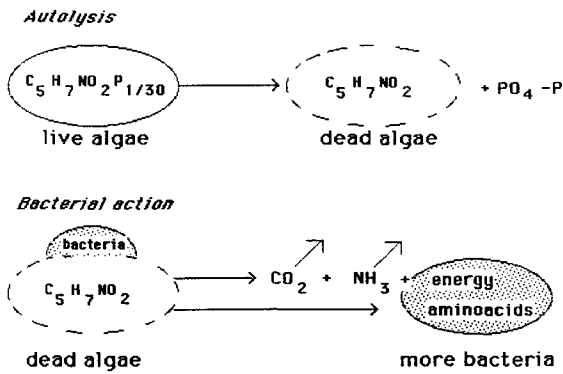 Autolysis
C5H7NO2P1/30 C5H7NO2 + PO4-P
live algae dead algae
Bacterial action
bacteria
C5H7NO2 CO2 + NH3 + energy
aminoacids
dead algae more bacteria